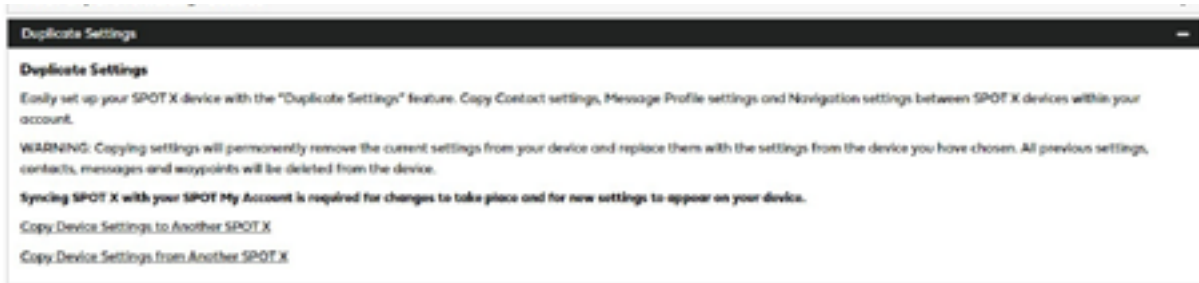 Duplicate Settings
Duplicate Settings
Easily set up your SPOT X device with the "Duplicate Settings" feature. Copy Contact settings, Message Profile settings and Navigation settings between SPOT X devices within your
account.
WARNING: Copying settings will permanently remove the current settings from your device and replace them with the settings from the device you have chosen. All previous settings,
contacts, messages and waypoints will be deleted from the device.
Syncing SPOT X with your SPOT My Account is required for changes to take place and for new settings to appear on your device.
Copy Device Settings to Another SPOT X
Copy Device Settings from Another SPOT X